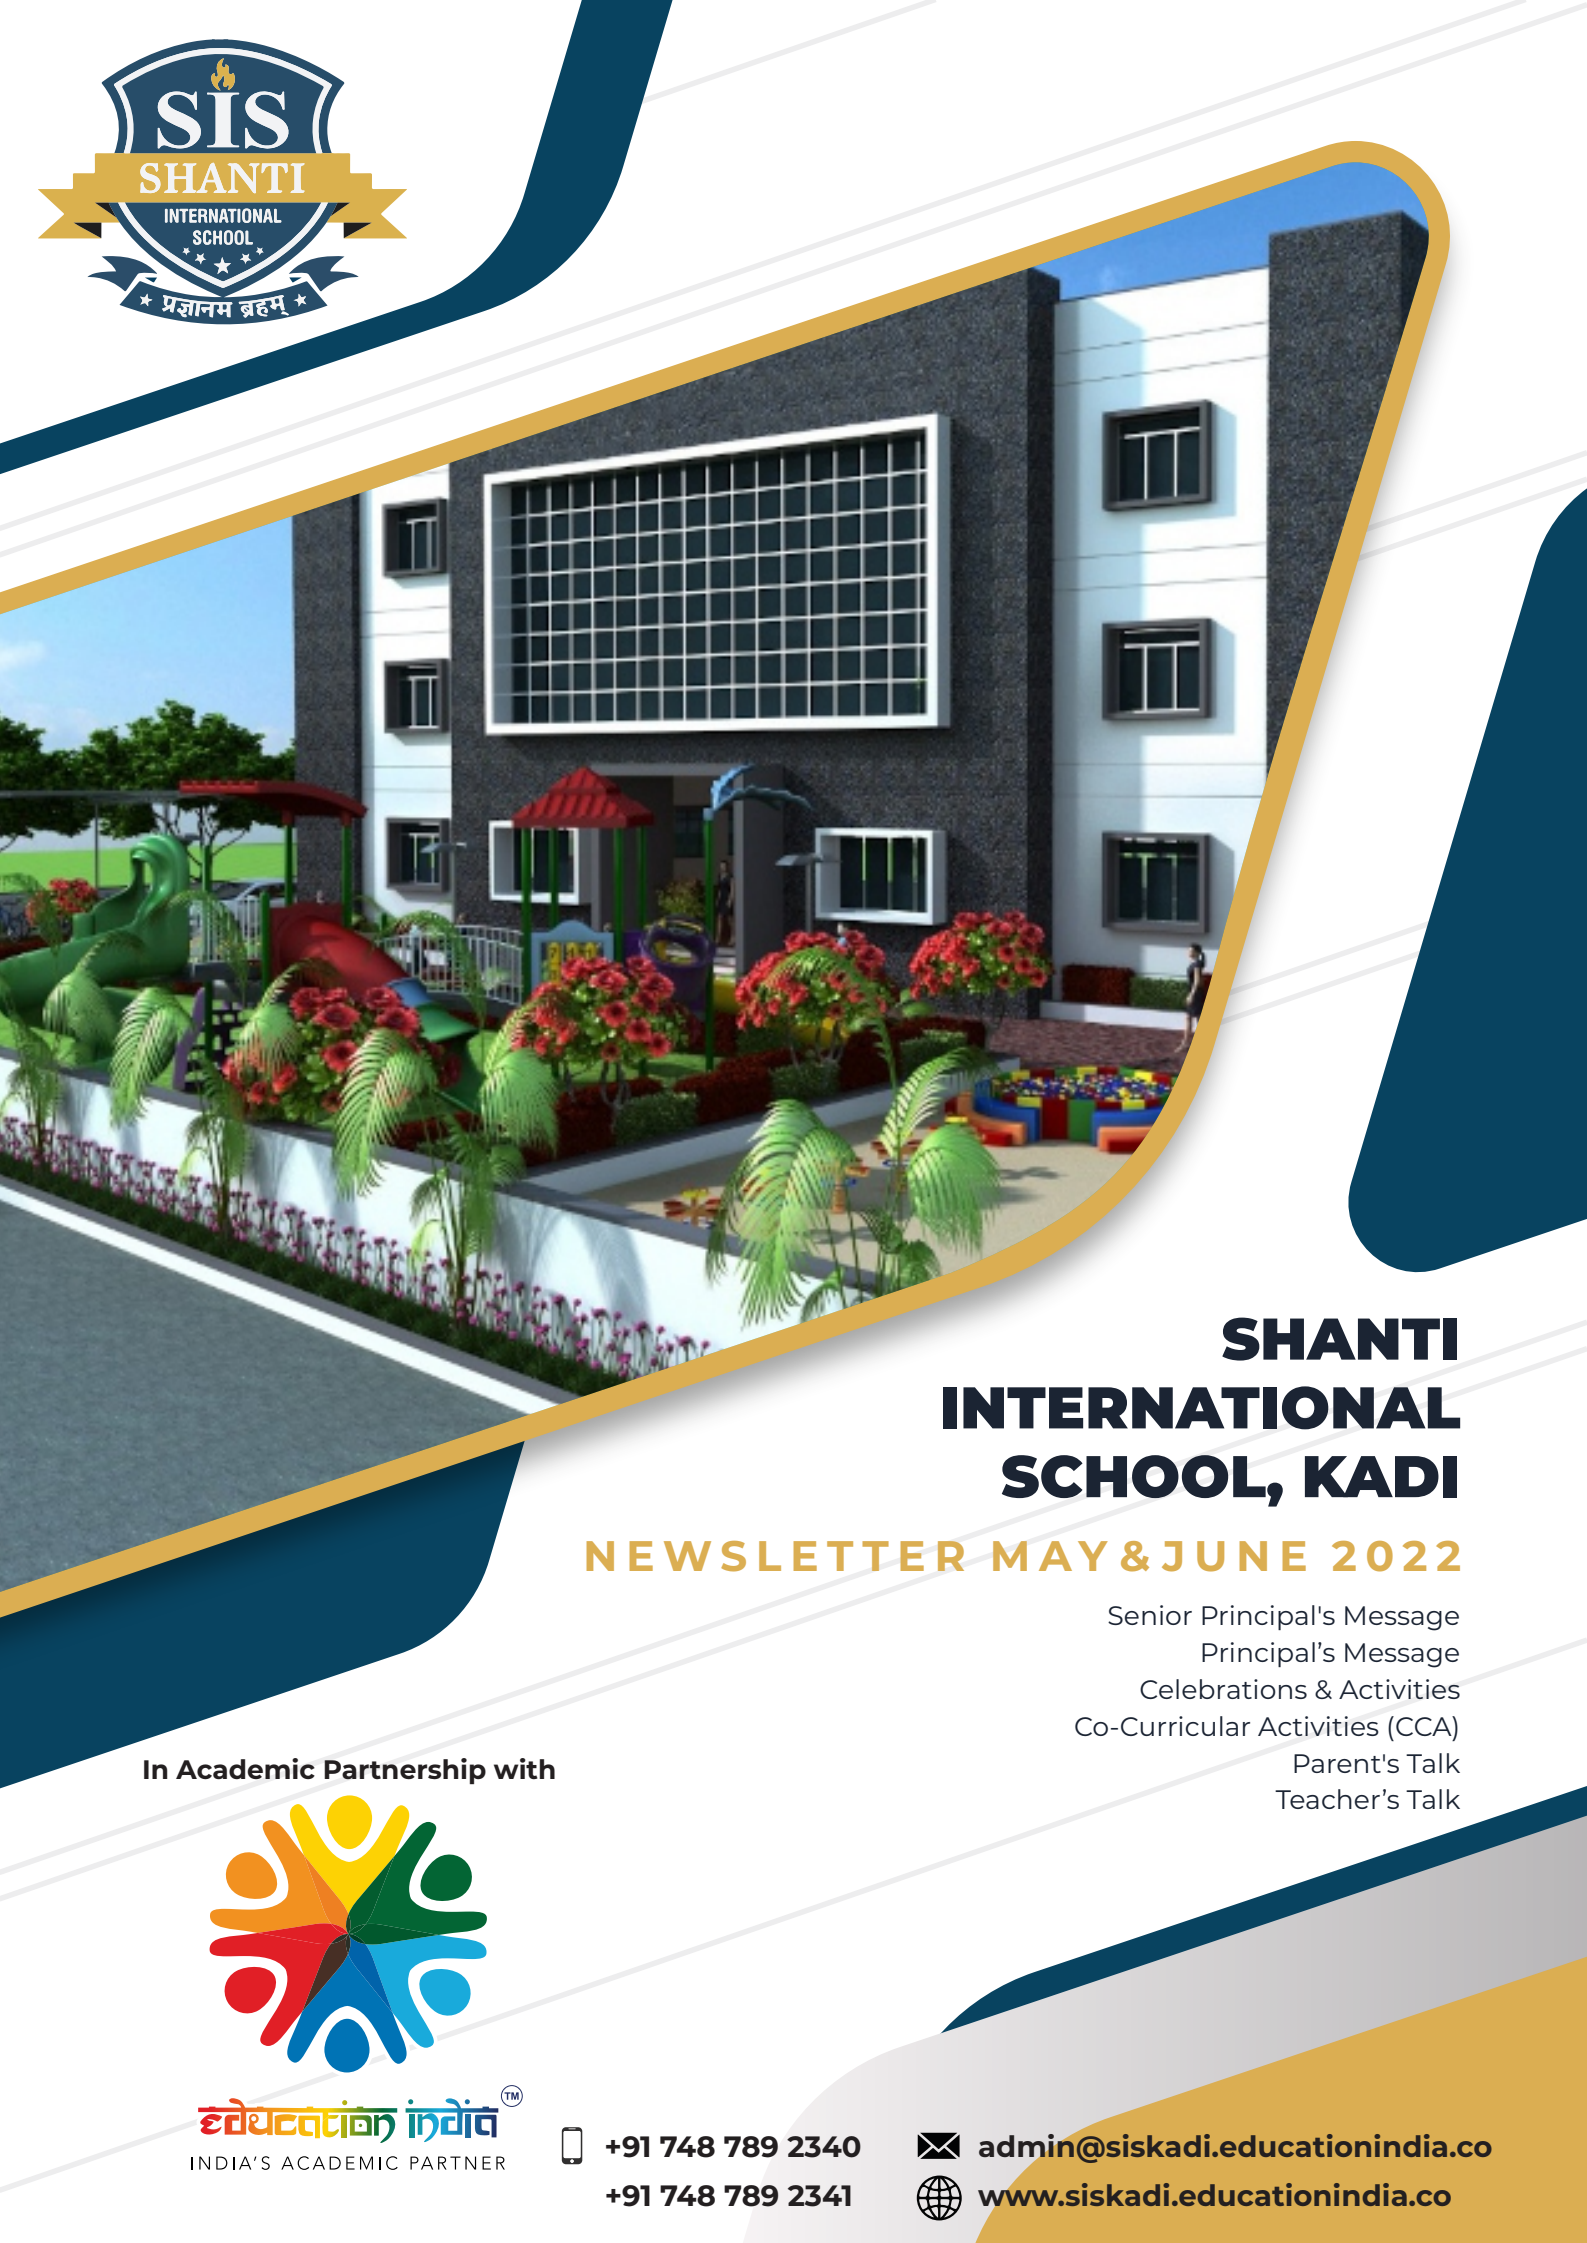 SIS
SHANTI
INTERNATIONAL
SCHOOL
प्रज्ञानम ब्रहम्
SHANTI
INTERNATIONAL
SCHOOL, KADI
NEWSLETTER MAY&JUNE 2022
Senior Principal's Message
Principal’s Message
Celebrations & Activities
Co-Curricular Activities (CCA)
Parent's Talk
Teacher’s Talk
In Academic Partnership with
education india TM
INDIA'S ACADEMIC PARTNER
+91 748 789 2340
+91 748 789 2341
admin@siskadi.educationindia.co
www.siskadi.educationindia.co